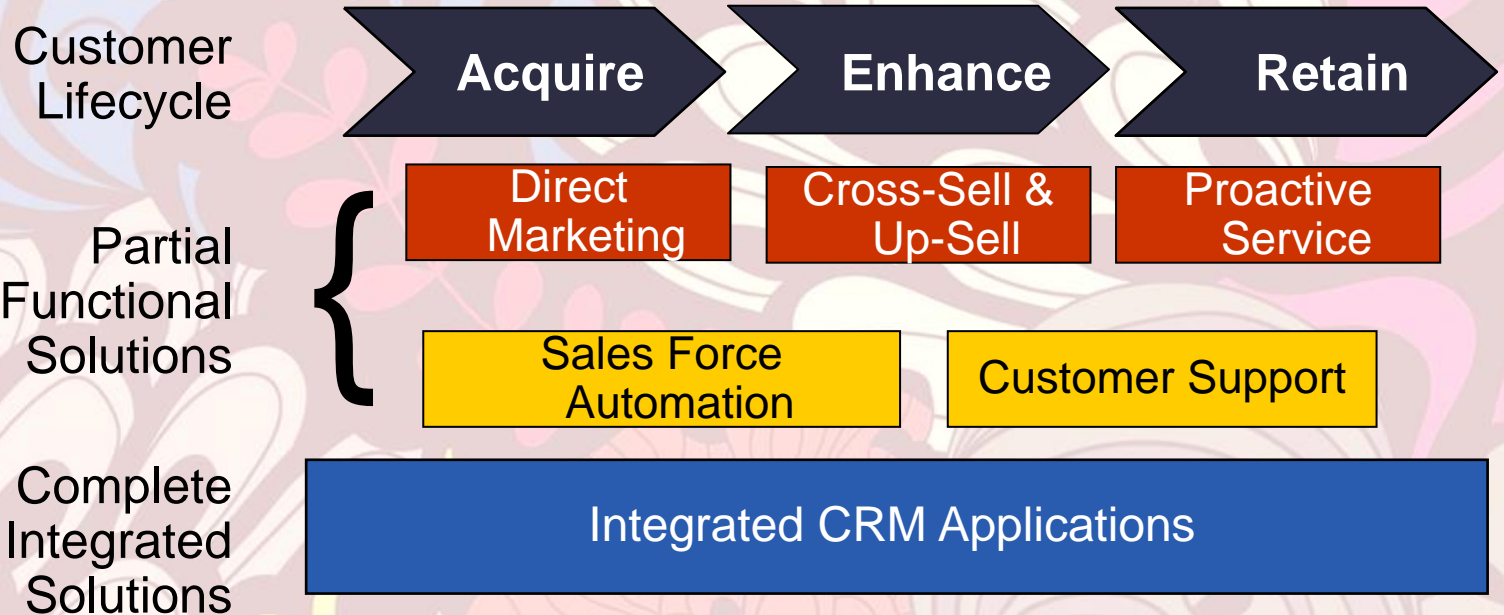 Customer
Lifecycle
Acquire
Enhance
Retain
Partial
Functional
Solutions
{
Direct
Marketing
Cross-Sell &
Up-Sell
Proactive
Service
Sales Force
Automation
Customer Support
Complete
Integrated
Solutions
Integrated CRM Applications